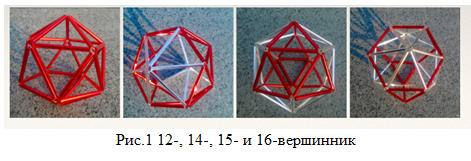 Рис.1 12-, 14-, 15- и 16-вершинник